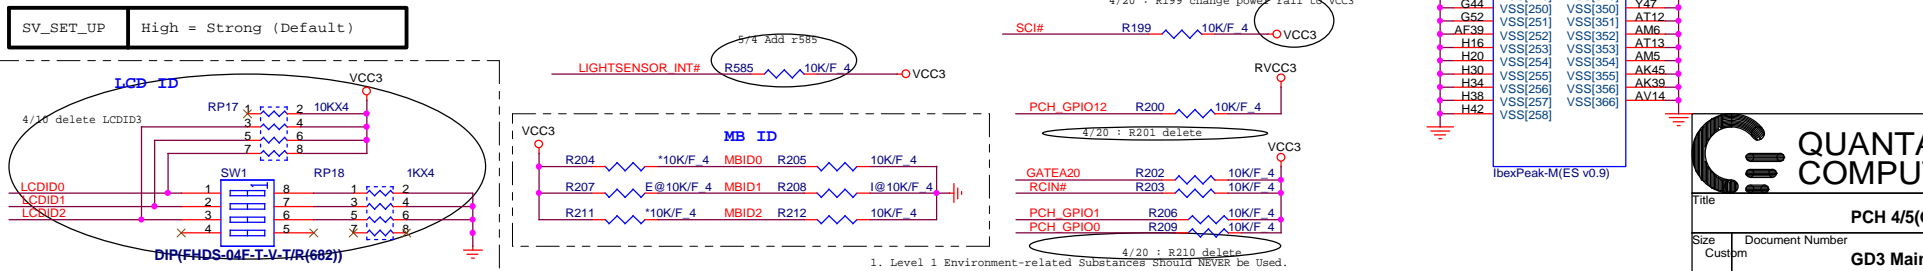 SV_SET_UP High = Strong (Default)
LCD ID
VCC3
RP17 1 2 10KX4
4/10 delete LCDID3
3 4
5 6
7 8
SW1 RP18 1KX4
LCDID0 1 8 1 2
LCDID1 2 7 3 4
LCDID2 3 6 5 6
4 5 7 8
1
DIP(FHDS-04F-T-V-T/R(682))
5/4 Add r585
LIGHTSENSOR_INT# R585 10K/F_4 VCC3
VCC3
MB ID
R204 *10K/F_4 MBID0 R205 10K/F_4
R207 E@10K/F_4 MBID1 R208 I@10K/F_4
R211 *10K/F_4 MBID2 R212 10K/F_4
4/20 : R199 change power rail to VCC3
SCI# R199 10K/F_4 VCC3
RVCC3
PCH_GPIO12 R200 10K/F_4
4/20 : R201 delete
VCC3
GATEA20 R202 10K/F_4
RCIN# R203 10K/F_4
PCH_GPIO1 R206 10K/F_4
PCH_GPIO0 R209 10K/F_4
4/20 : R210 delete
1. Level 1 Environment-related Substances Should NEVER be Used.
G44 VSS[250] VSS[350] Y47
G52 VSS[251] VSS[351] AT12
AF39 VSS[252] VSS[352] AM6
H16 VSS[253] VSS[353] AT13
H20 VSS[254] VSS[354] AM5
H30 VSS[255] VSS[355] AK45
H34 VSS[256] VSS[356] AK39
H38 VSS[257] VSS[366] AV14
H42 VSS[258]
IbexPeak-M(ES v0.9)
QUANTA
COMPU
Title
PCH 4/5(
Size Document Number
Custom GD3 Main